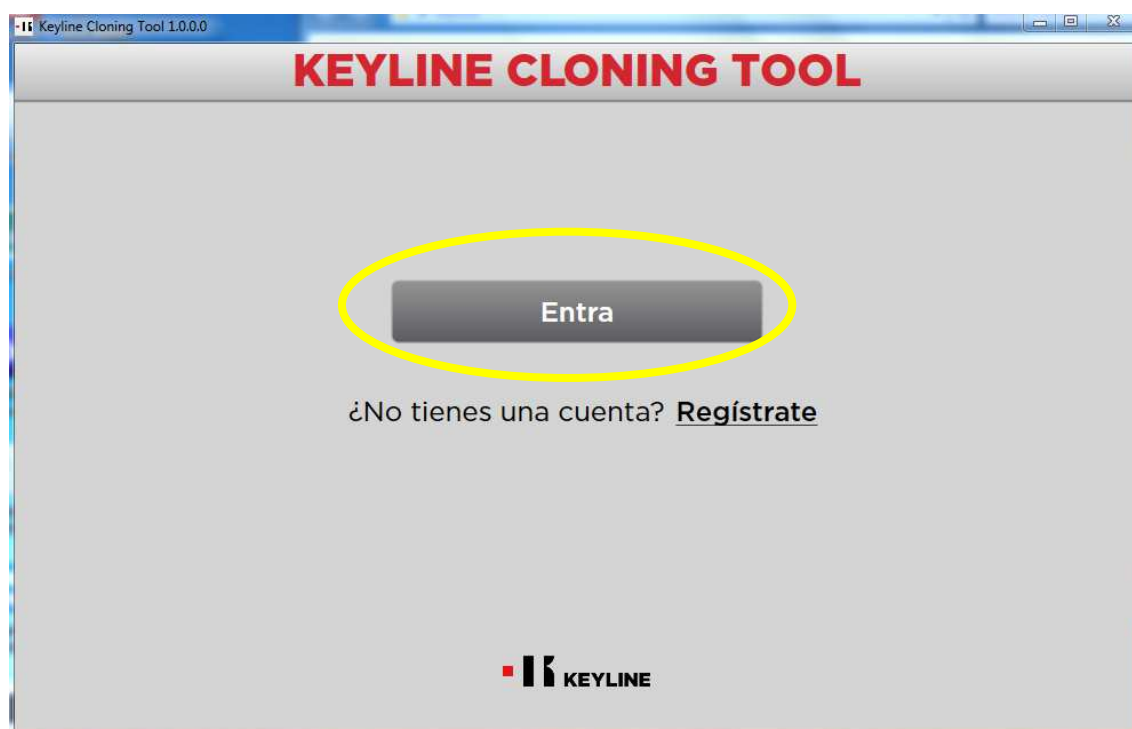 Keyline Cloning Tool 1.0.0.0
KEYLINE CLONING TOOL
Entra
¿No tienes una cuenta? Regístrate
KEYLINE